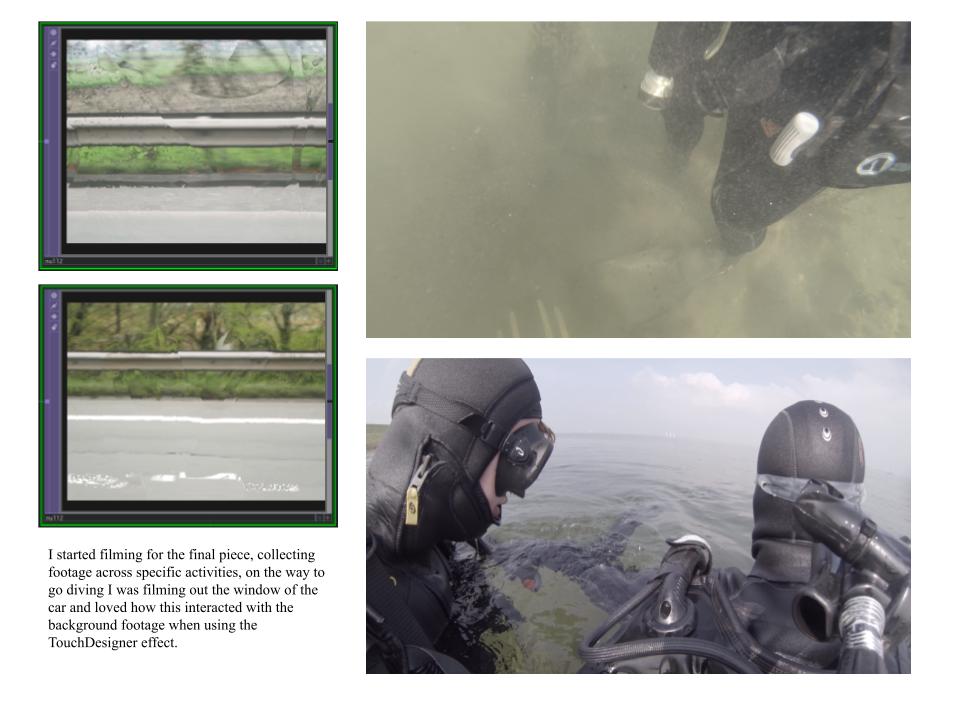 mu112
mu112
I started filming for the final piece, collecting
footage across specific activities, on the way to
go diving I was filming out the window of the
car and loved how this interacted with the
background footage when using the
TouchDesigner effect.